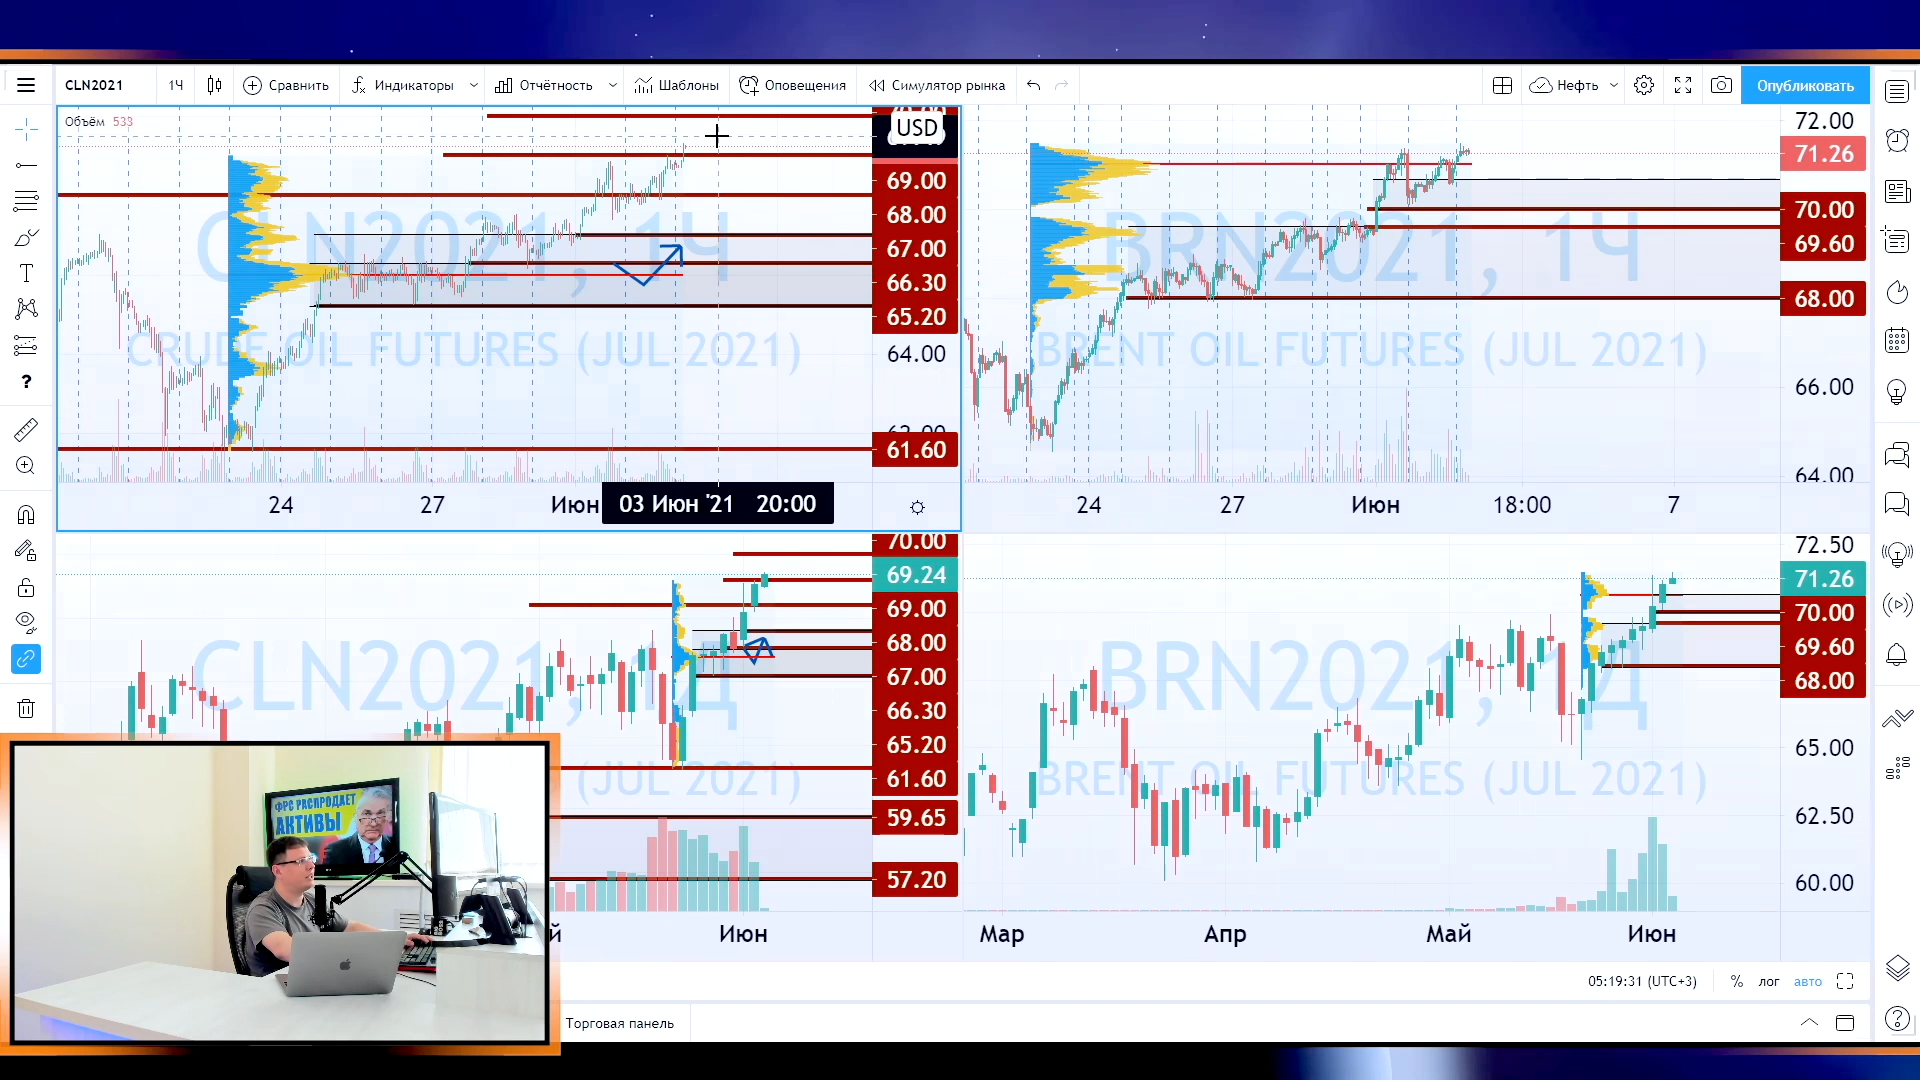 CLN2021 1Ч Сравнить Индикаторы Отчётность Шаблоны Оповещения Симулятор рынка Нефть Опубликовать
Объём 533
USD
69.00
68.00
67.00
66.30
65.20
64.00
61.60
CLN2021, 1Ч
CRUDE OIL FUTURES (JUL 2021)
24 27 Июн 03 Июн '21 20:00
72.00
71.26
70.00
69.60
68.00
66.00
64.00
BRN2021, 1Ч
BRENT OIL FUTURES (JUL 2021)
24 27 Июн 18:00 7
70.00
69.24
69.00
68.00
67.00
66.30
65.20
61.60
59.65
57.20
CLN2021, 1Д
(JUL 2021)
Июн
72.50
71.26
70.00
69.60
68.00
65.00
62.50
60.00
BRN2021, 1Д
BRENT OIL FUTURES (JUL 2021)
Мар Апр Май Июн
ФРС РАСПРОДАЕТ
АКТИВЫ
05:19:31 (UTC+3) % лог авто
Торговая панель